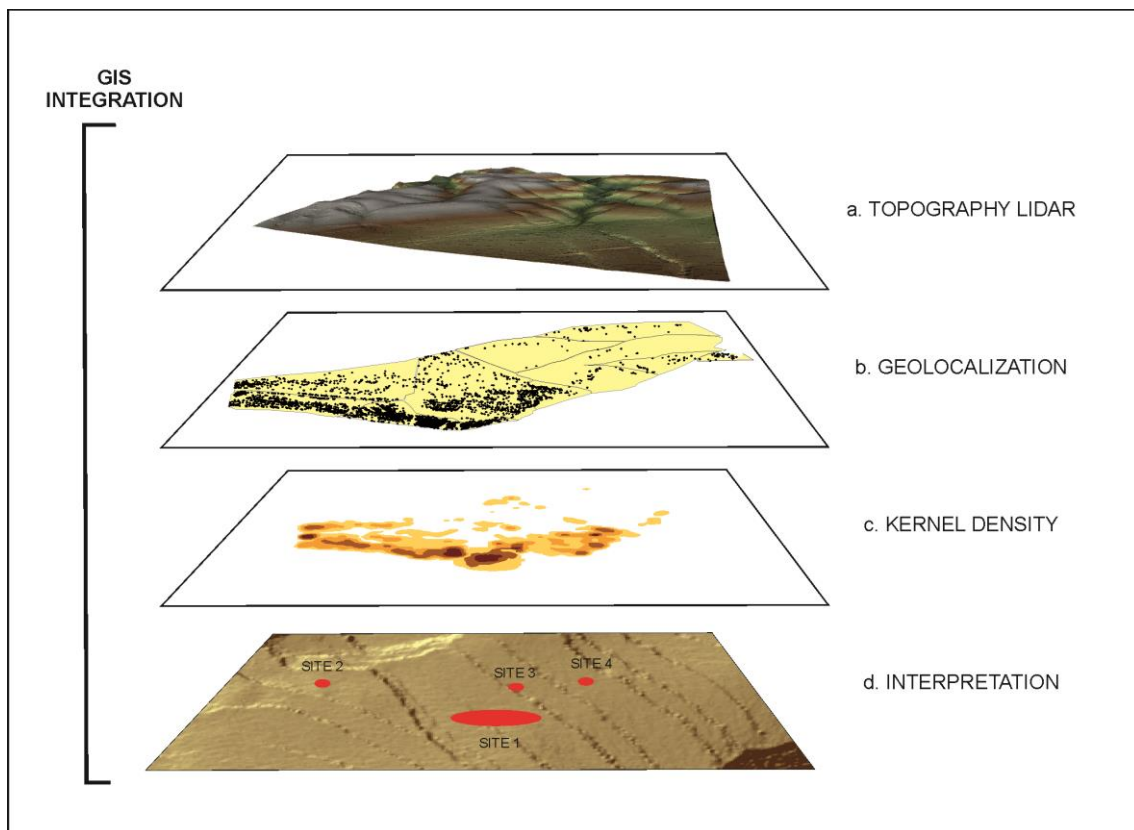 GIS
INTEGRATION
a. TOPOGRAPHY LIDAR
b. GEOLOCALIZATION
c. KERNEL DENSITY
SITE 2
SITE 3
SITE 4
SITE 1
d. INTERPRETATION